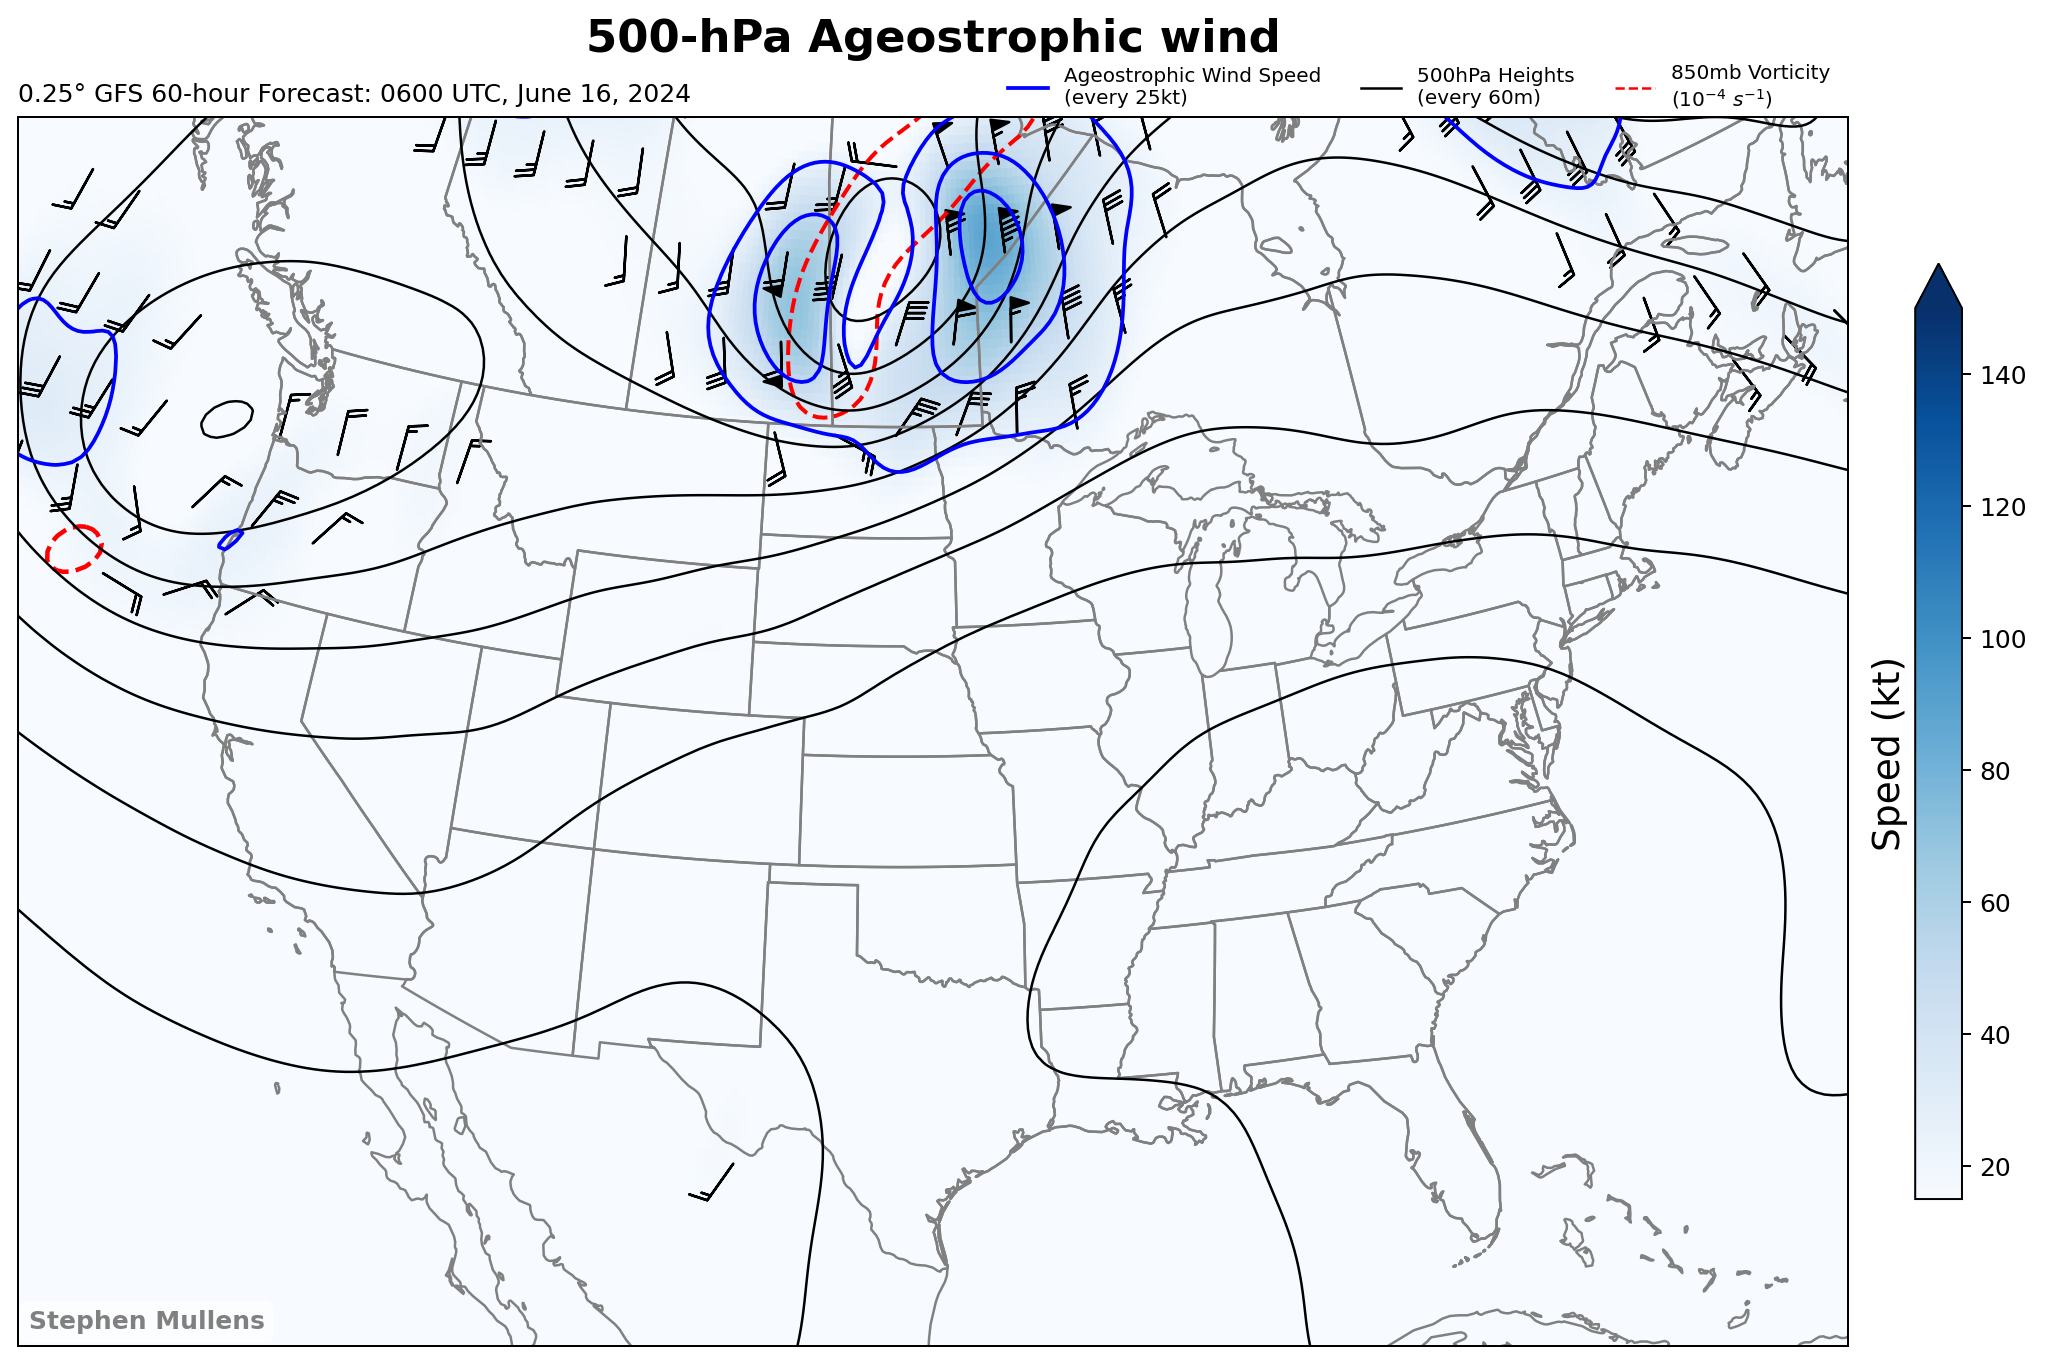 500-hPa Ageostrophic wind
0.25° GFS 60-hour Forecast: 0600 UTC, June 16, 2024
Ageostrophic Wind Speed
(every 25kt)
500hPa Heights
(every 60m)
850mb Vorticity
(10⁻⁴ s⁻¹)
140
120
100
80
60
40
20
Speed (kt)
Stephen Mullens